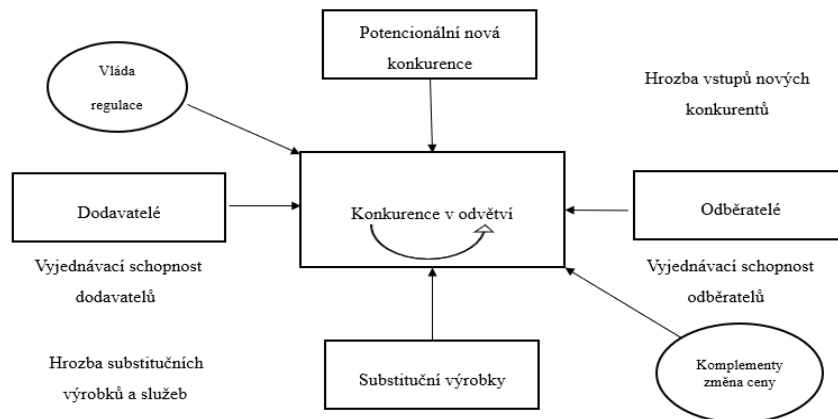 Potencionální nová
konkurence
Vláda
regulace
Hrozba vstupů nových
konkurentů
Dodavatelé
Konkurence v odvětví
Odběratelé
Vyjednávací schopnost
dodavatelů
Vyjednávací schopnost
odběratelů
Hrozba substitučních
výrobků a služeb
Substituční výrobky
Komplementy
změna ceny